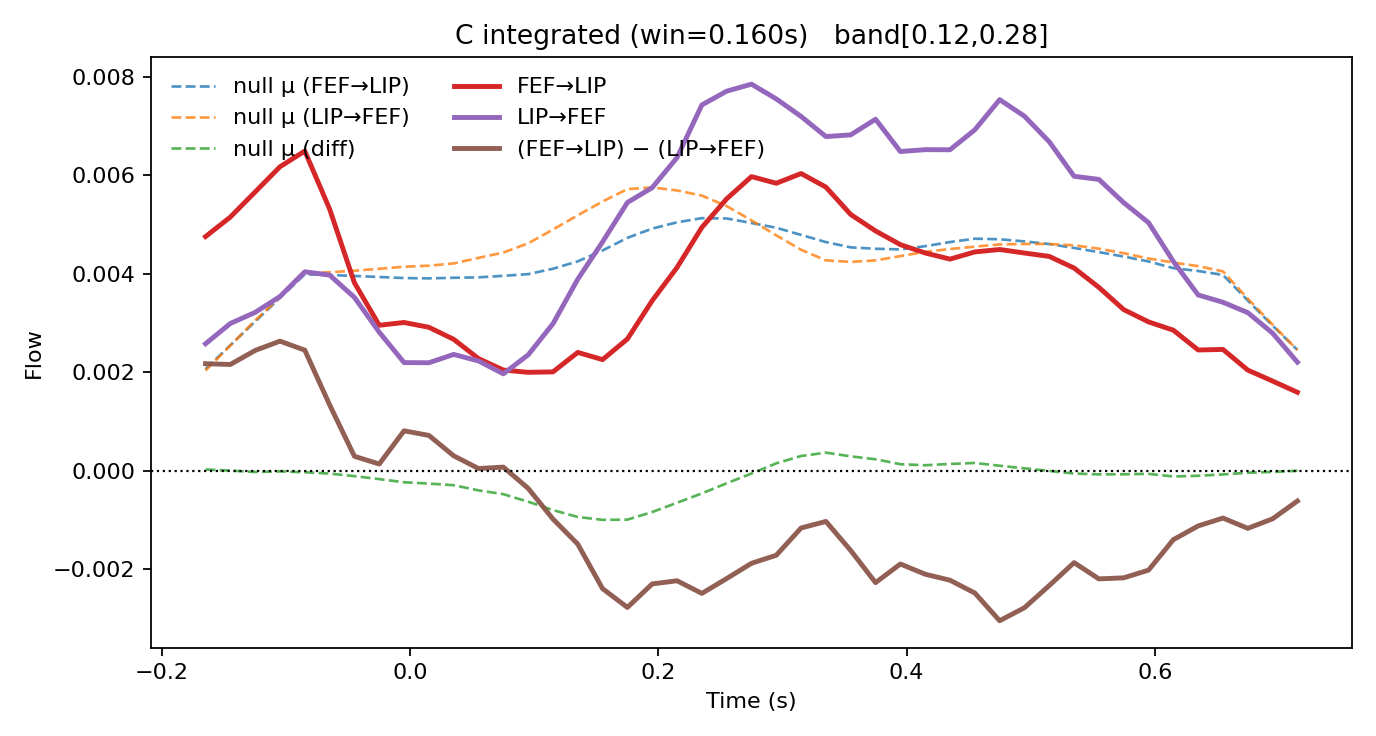 C integrated (win=0.160s) band[0.12,0.28]
0.008
0.006
0.004
0.002
0.000
−0.002
Flow
null μ (FEF→LIP)
null μ (LIP→FEF)
null μ (diff)
FEF→LIP
LIP→FEF
(FEF→LIP) − (LIP→FEF)
−0.2 0.0 0.2 0.4 0.6
Time (s)